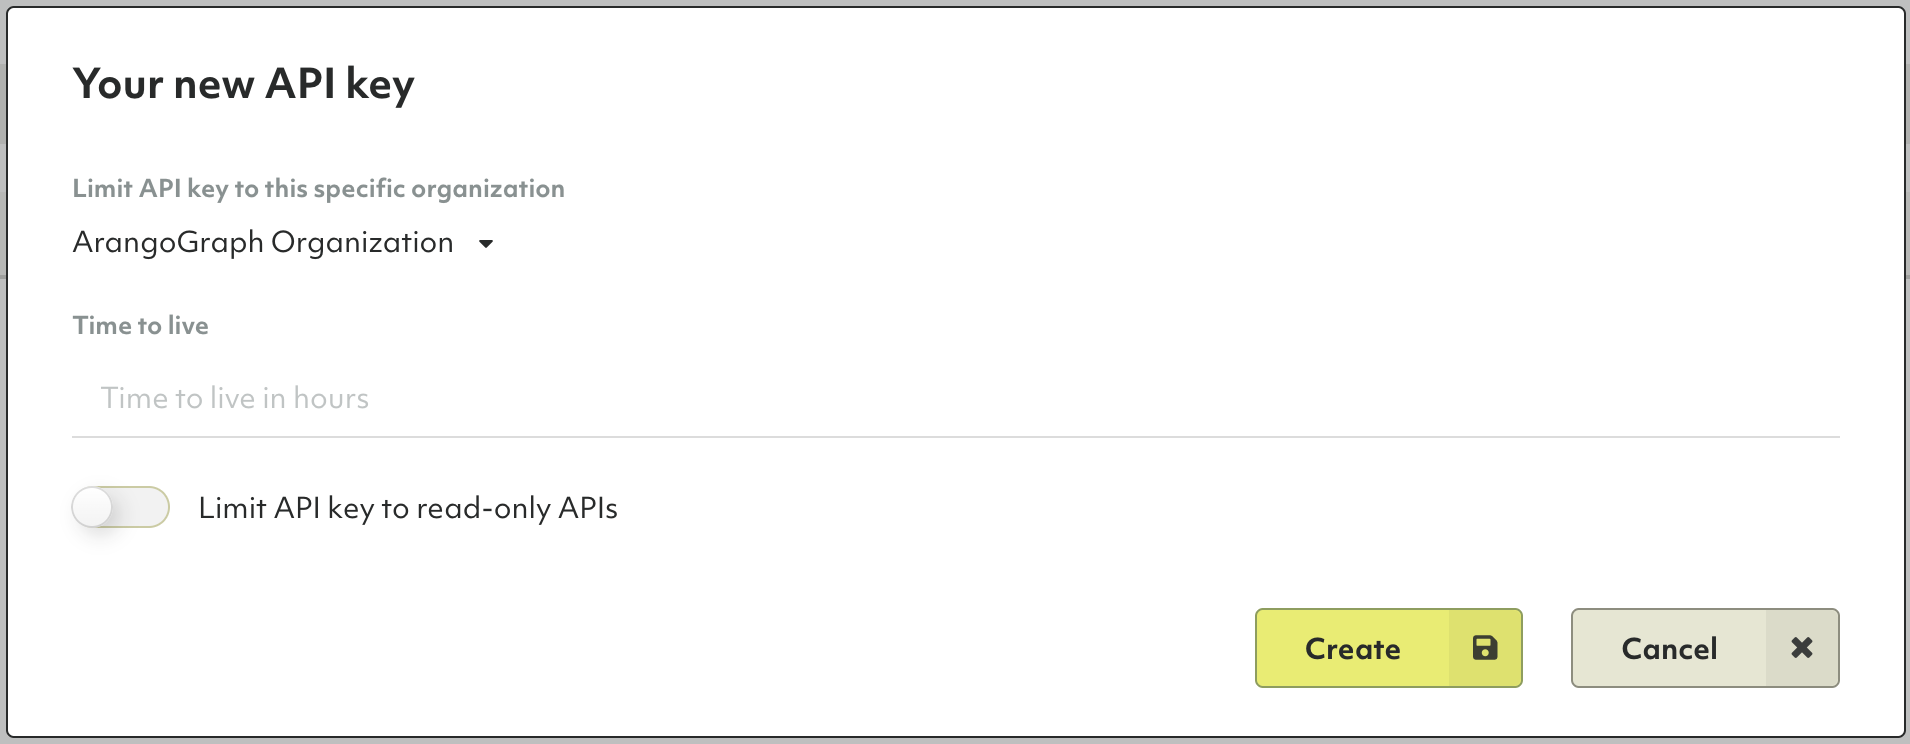 Your new API key
Limit API key to this specific organization
ArangoGraph Organization
Time to live
Time to live in hours
Limit API key to read-only APIs
Create
Cancel